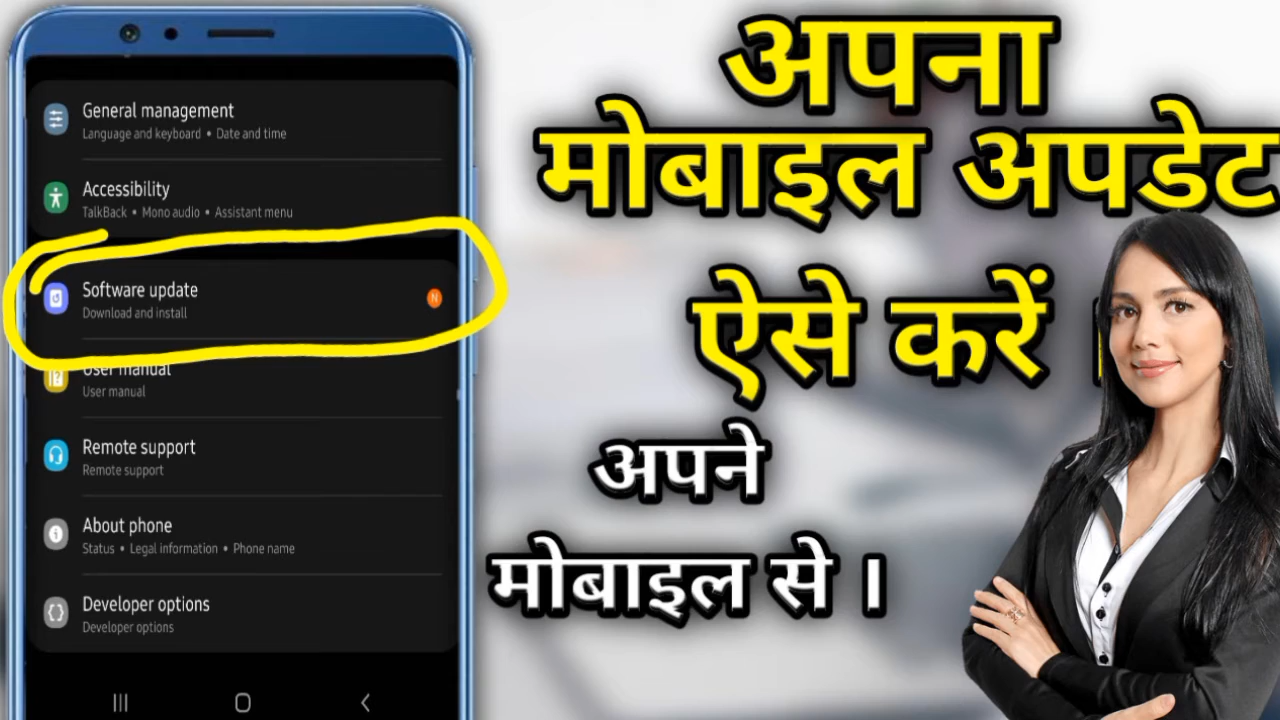 General management
Language and keyboard • Date and time
Accessibility
TalkBack • Mono audio • Assistant menu
Software update
N
Download and install
User manual
User manual
Remote support
Remote support
About phone
Status • Legal information • Phone name
Developer options
Developer options
अपना
मोबाइल अपडेट
ऐसे करें ।
अपने
मोबाइल से ।